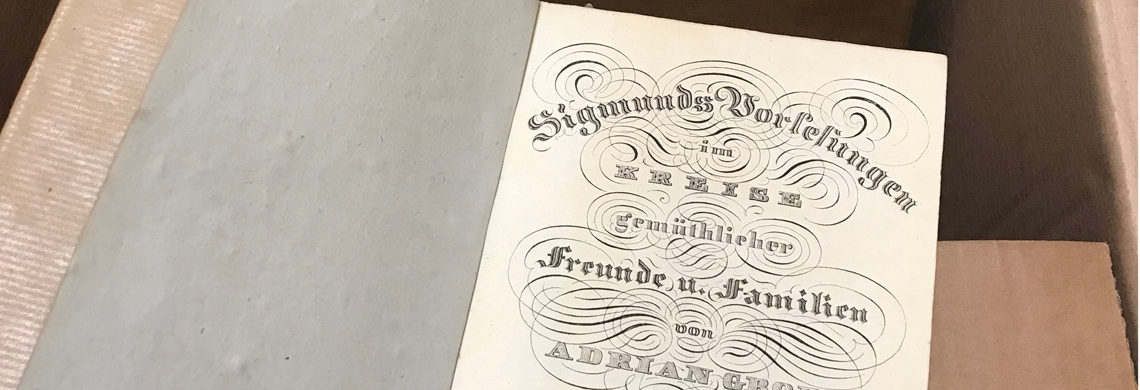 Sigmunds Vorlesungen
im
KREISE
gemüthlicher
Freunde u. Familien
von
ADRIAN